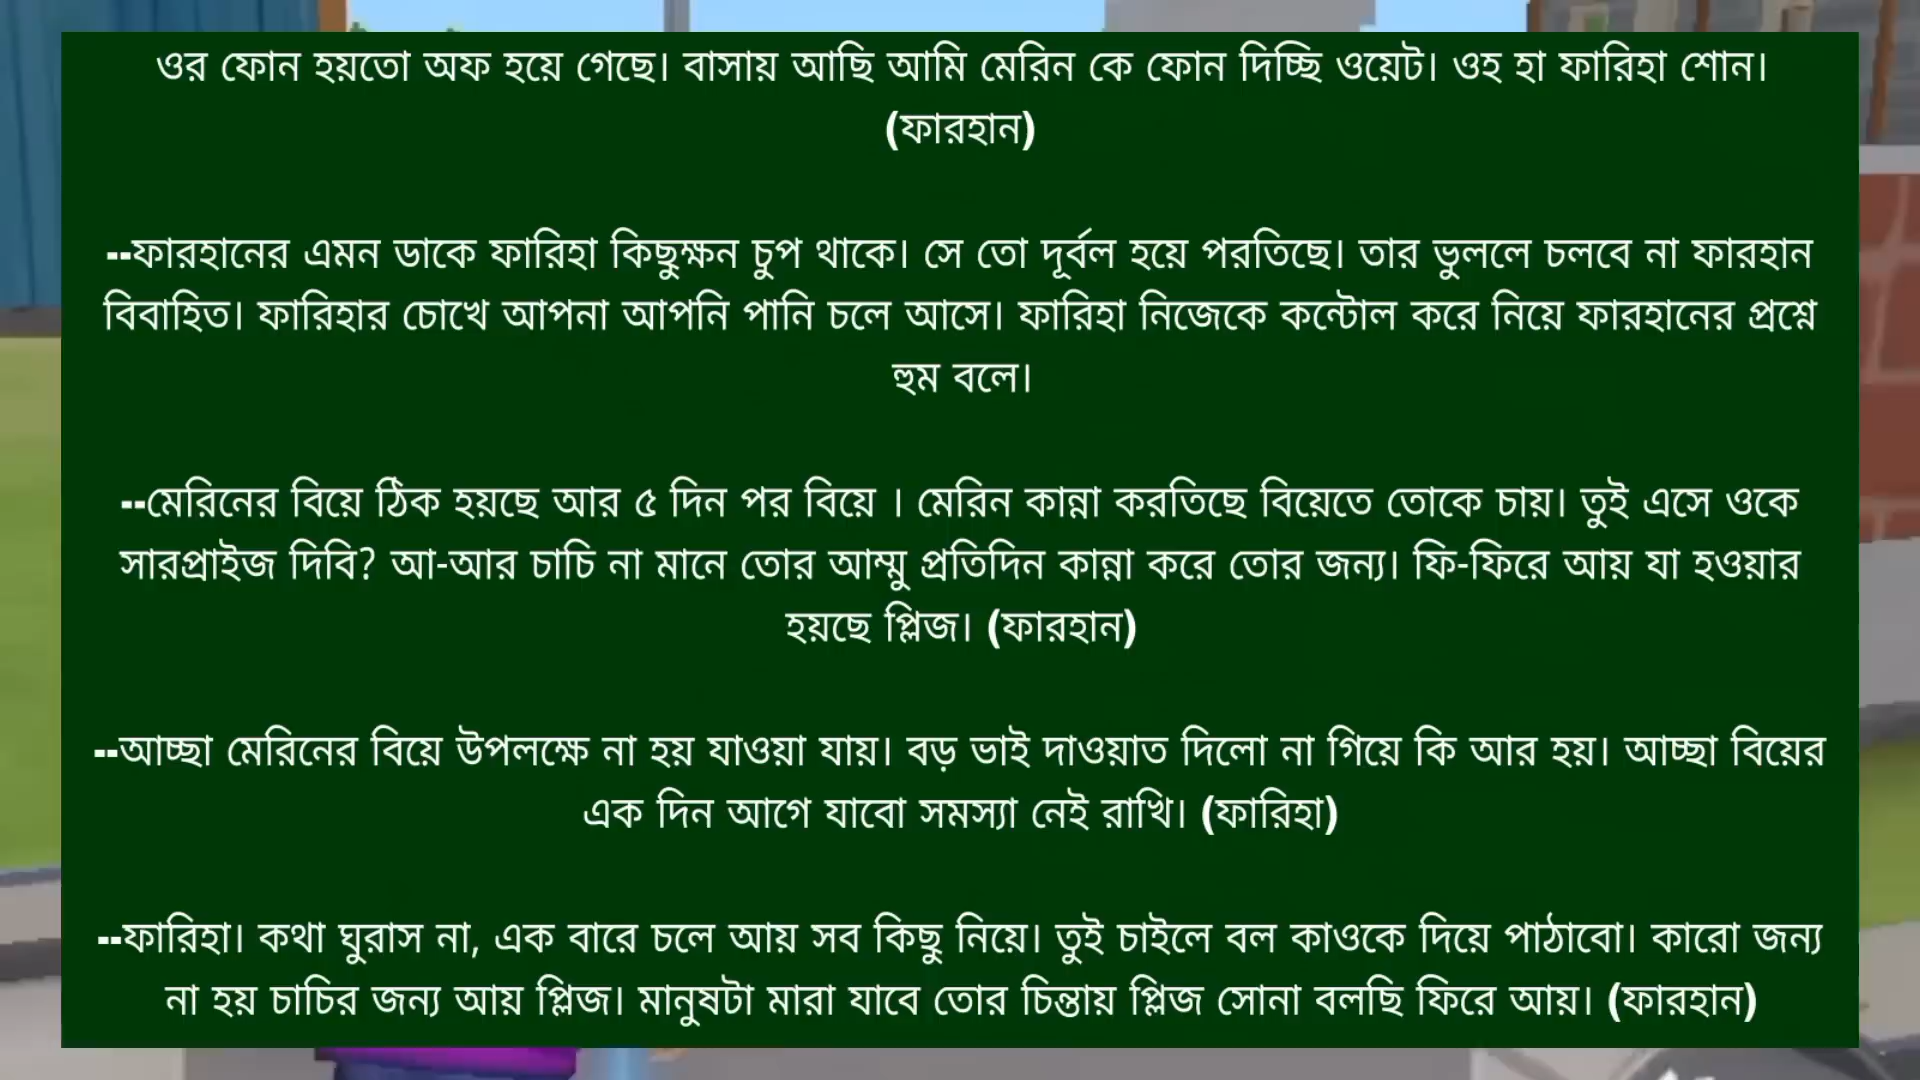 ওর ফোন হয়তো অফ হয়ে গেছে। বাসায় আছি আমি মেরিন কে ফোন দিচ্ছি ওয়েট। ওহ হা ফারিহা শোন।
(ফারহান)
--ফারহানের এমন ডাকে ফারিহা কিছুক্ষন চুপ থাকে। সে তো দূর্বল হয়ে পরতিছে। তার ভুললে চলবে না ফারহান
বিবাহিত। ফারিহার চোখে আপনা আপনি পানি চলে আসে। ফারিহা নিজেকে কন্টোল করে নিয়ে ফারহানের প্রশ্নে
হুম বলে।
--মেরিনের বিয়ে ঠিক হয়ছে আর ৫ দিন পর বিয়ে । মেরিন কান্না করতিছে বিয়েতে তোকে চায়। তুই এসে ওকে
সারপ্রাইজ দিবি? আ-আর চাচি না মানে তোর আম্মু প্রতিদিন কান্না করে তোর জন্য। ফি-ফিরে আয় যা হওয়ার
হয়ছে প্লিজ। (ফারহান)
--আচ্ছা মেরিনের বিয়ে উপলক্ষে না হয় যাওয়া যায়। বড় ভাই দাওয়াত দিলো না গিয়ে কি আর হয়। আচ্ছা বিয়ের
এক দিন আগে যাবো সমস্যা নেই রাখি। (ফারিহা)
--ফারিহা। কথা ঘুরাস না, এক বারে চলে আয় সব কিছু নিয়ে। তুই চাইলে বল কাওকে দিয়ে পাঠাবো। কারো জন্য
না হয় চাচির জন্য আয় প্লিজ। মানুষটা মারা যাবে তোর চিন্তায় প্লিজ সোনা বলছি ফিরে আয়। (ফারহান)